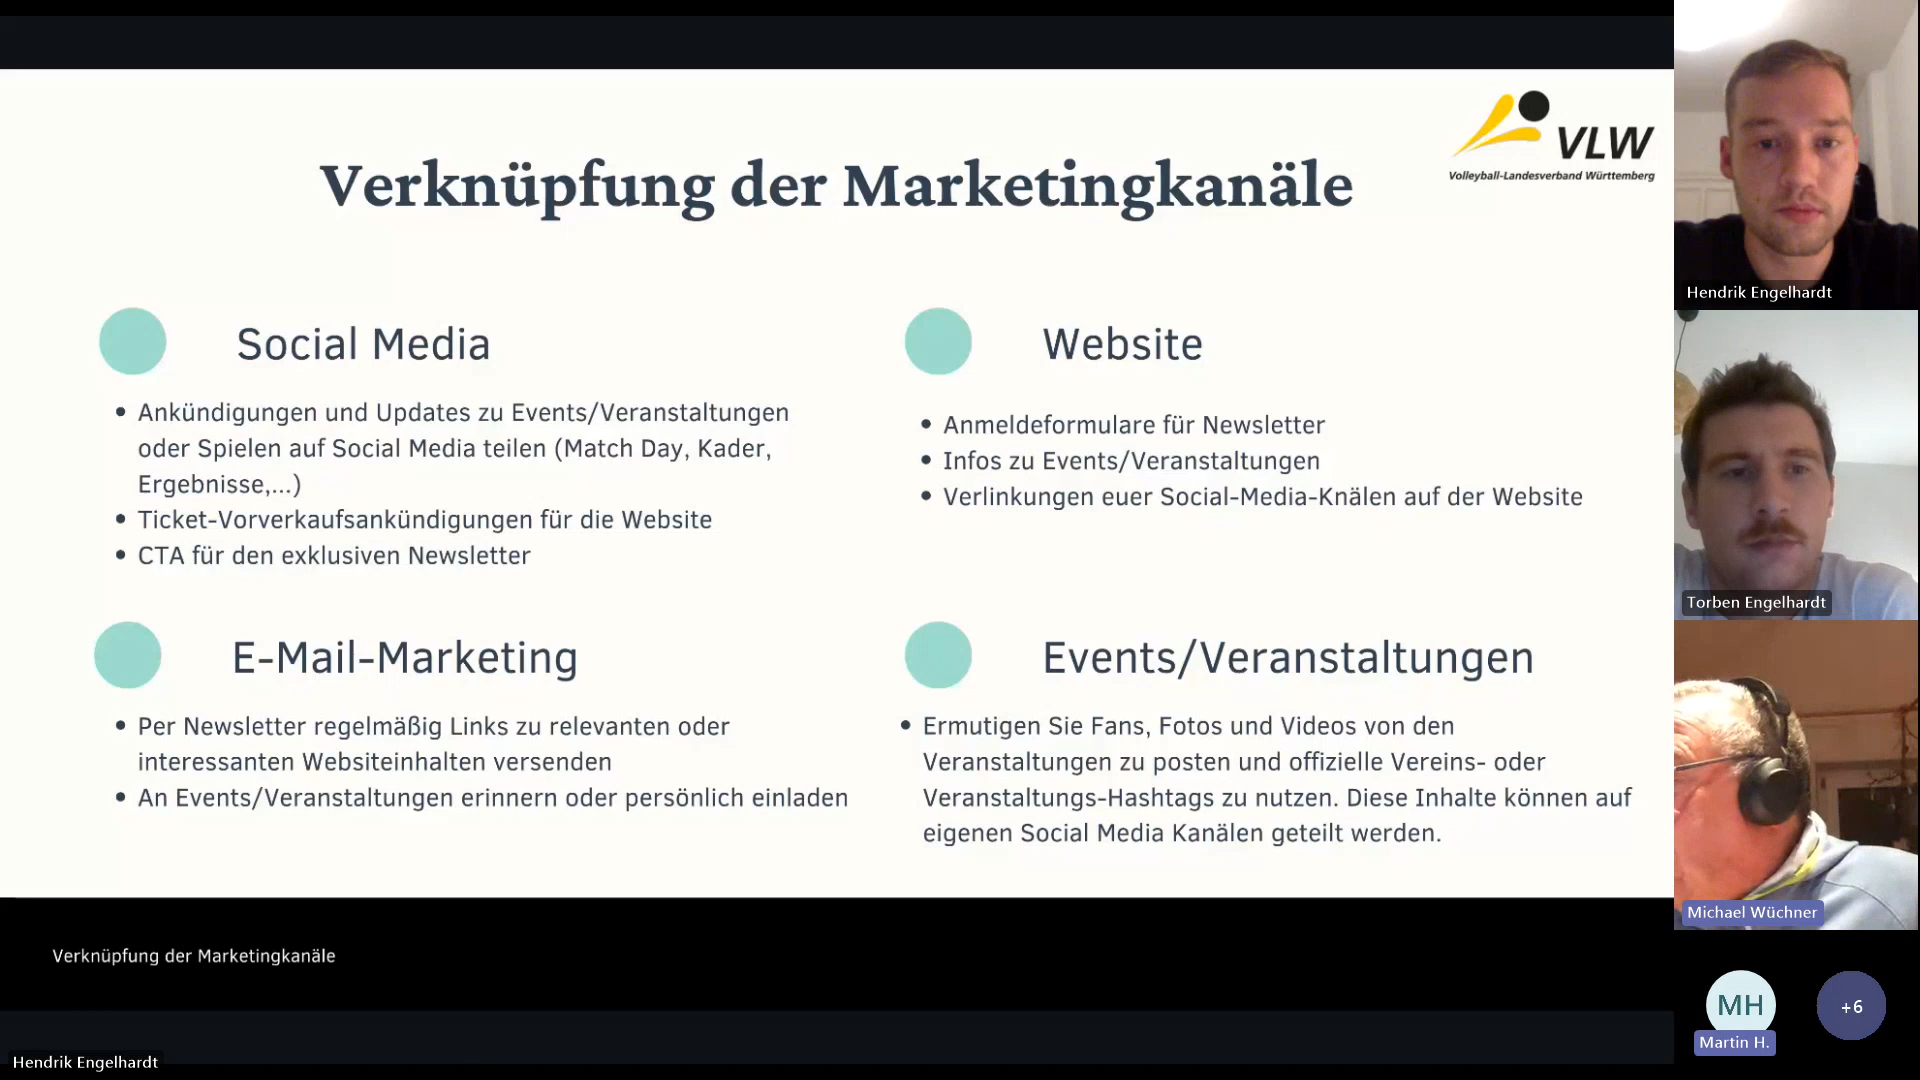 VLW
Volleyball-Landesverband Württemberg
Verknüpfung der Marketingkanäle
Social Media
Ankündigungen und Updates zu Events/Veranstaltungen
oder Spielen auf Social Media teilen (Match Day, Kader,
Ergebnisse,...)
Ticket-Vorverkaufsankündigungen für die Website
CTA für den exklusiven Newsletter
Website
Anmeldeformulare für Newsletter
Infos zu Events/Veranstaltungen
Verlinkungen euer Social-Media-Knälen auf der Website
E-Mail-Marketing
Per Newsletter regelmäßig Links zu relevanten oder
interessanten Websiteinhalten versenden
An Events/Veranstaltungen erinnern oder persönlich einladen
Events/Veranstaltungen
Ermutigen Sie Fans, Fotos und Videos von den
Veranstaltungen zu posten und offizielle Vereins- oder
Veranstaltungs-Hashtags zu nutzen. Diese Inhalte können auf
eigenen Social Media Kanälen geteilt werden.
Verknüpfung der Marketingkanäle
Hendrik Engelhardt
Hendrik Engelhardt
Torben Engelhardt
Michael Wüchner
MH
Martin H.
+6